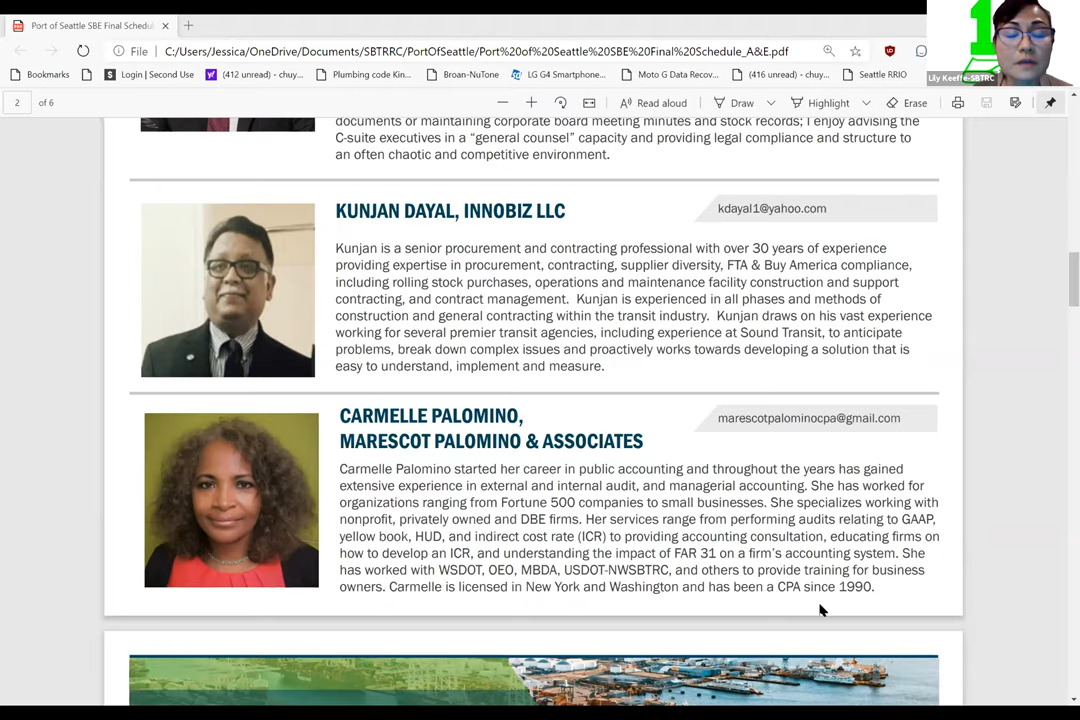 Port of Seattle SBE Final Schedul
File
C:/Users/Jessica/OneDrive/Documents/SBTRRC/PortOfSeattle/Port%20of%20Seattle%20SBE%20Final%20Schedule_A&E.pdf
Bookmarks
Login | Second Use
(412 unread) - chuy...
Plumbing code Kin...
Broan-NuTone
LG G4 Smartphone...
Moto G Data Recov...
(416 unread) - chuy...
Seattle RRIO
Lily Keeffe-SBTRC
2 of 6
Read aloud
Draw
Highlight
Erase
documents or maintaining corporate board meeting minutes and stock records; I enjoy advising the
C-suite executives in a “general counsel” capacity and providing legal compliance and structure to
an often chaotic and competitive environment.
KUNJAN DAYAL, INNOBIZ LLC
kdayal1@yahoo.com
Kunjan is a senior procurement and contracting professional with over 30 years of experience
providing expertise in procurement, contracting, supplier diversity, FTA & Buy America compliance,
including rolling stock purchases, operations and maintenance facility construction and support
contracting, and contract management. Kunjan is experienced in all phases and methods of
construction and general contracting within the transit industry. Kunjan draws on his vast experience
working for several premier transit agencies, including experience at Sound Transit, to anticipate
problems, break down complex issues and proactively works towards developing a solution that is
easy to understand, implement and measure.
CARMELLE PALOMINO,
MARESCOT PALOMINO & ASSOCIATES
marescotpalominocpa@gmail.com
Carmelle Palomino started her career in public accounting and throughout the years has gained
extensive experience in external and internal audit, and managerial accounting. She has worked for
organizations ranging from Fortune 500 companies to small businesses. She specializes working with
nonprofit, privately owned and DBE firms. Her services range from performing audits relating to GAAP,
yellow book, HUD, and indirect cost rate (ICR) to providing accounting consultation, educating firms on
how to develop an ICR, and understanding the impact of FAR 31 on a firm’s accounting system. She
has worked with WSDOT, OEO, MBDA, USDOT-NWSBTRC, and others to provide training for business
owners. Carmelle is licensed in New York and Washington and has been a CPA since 1990.